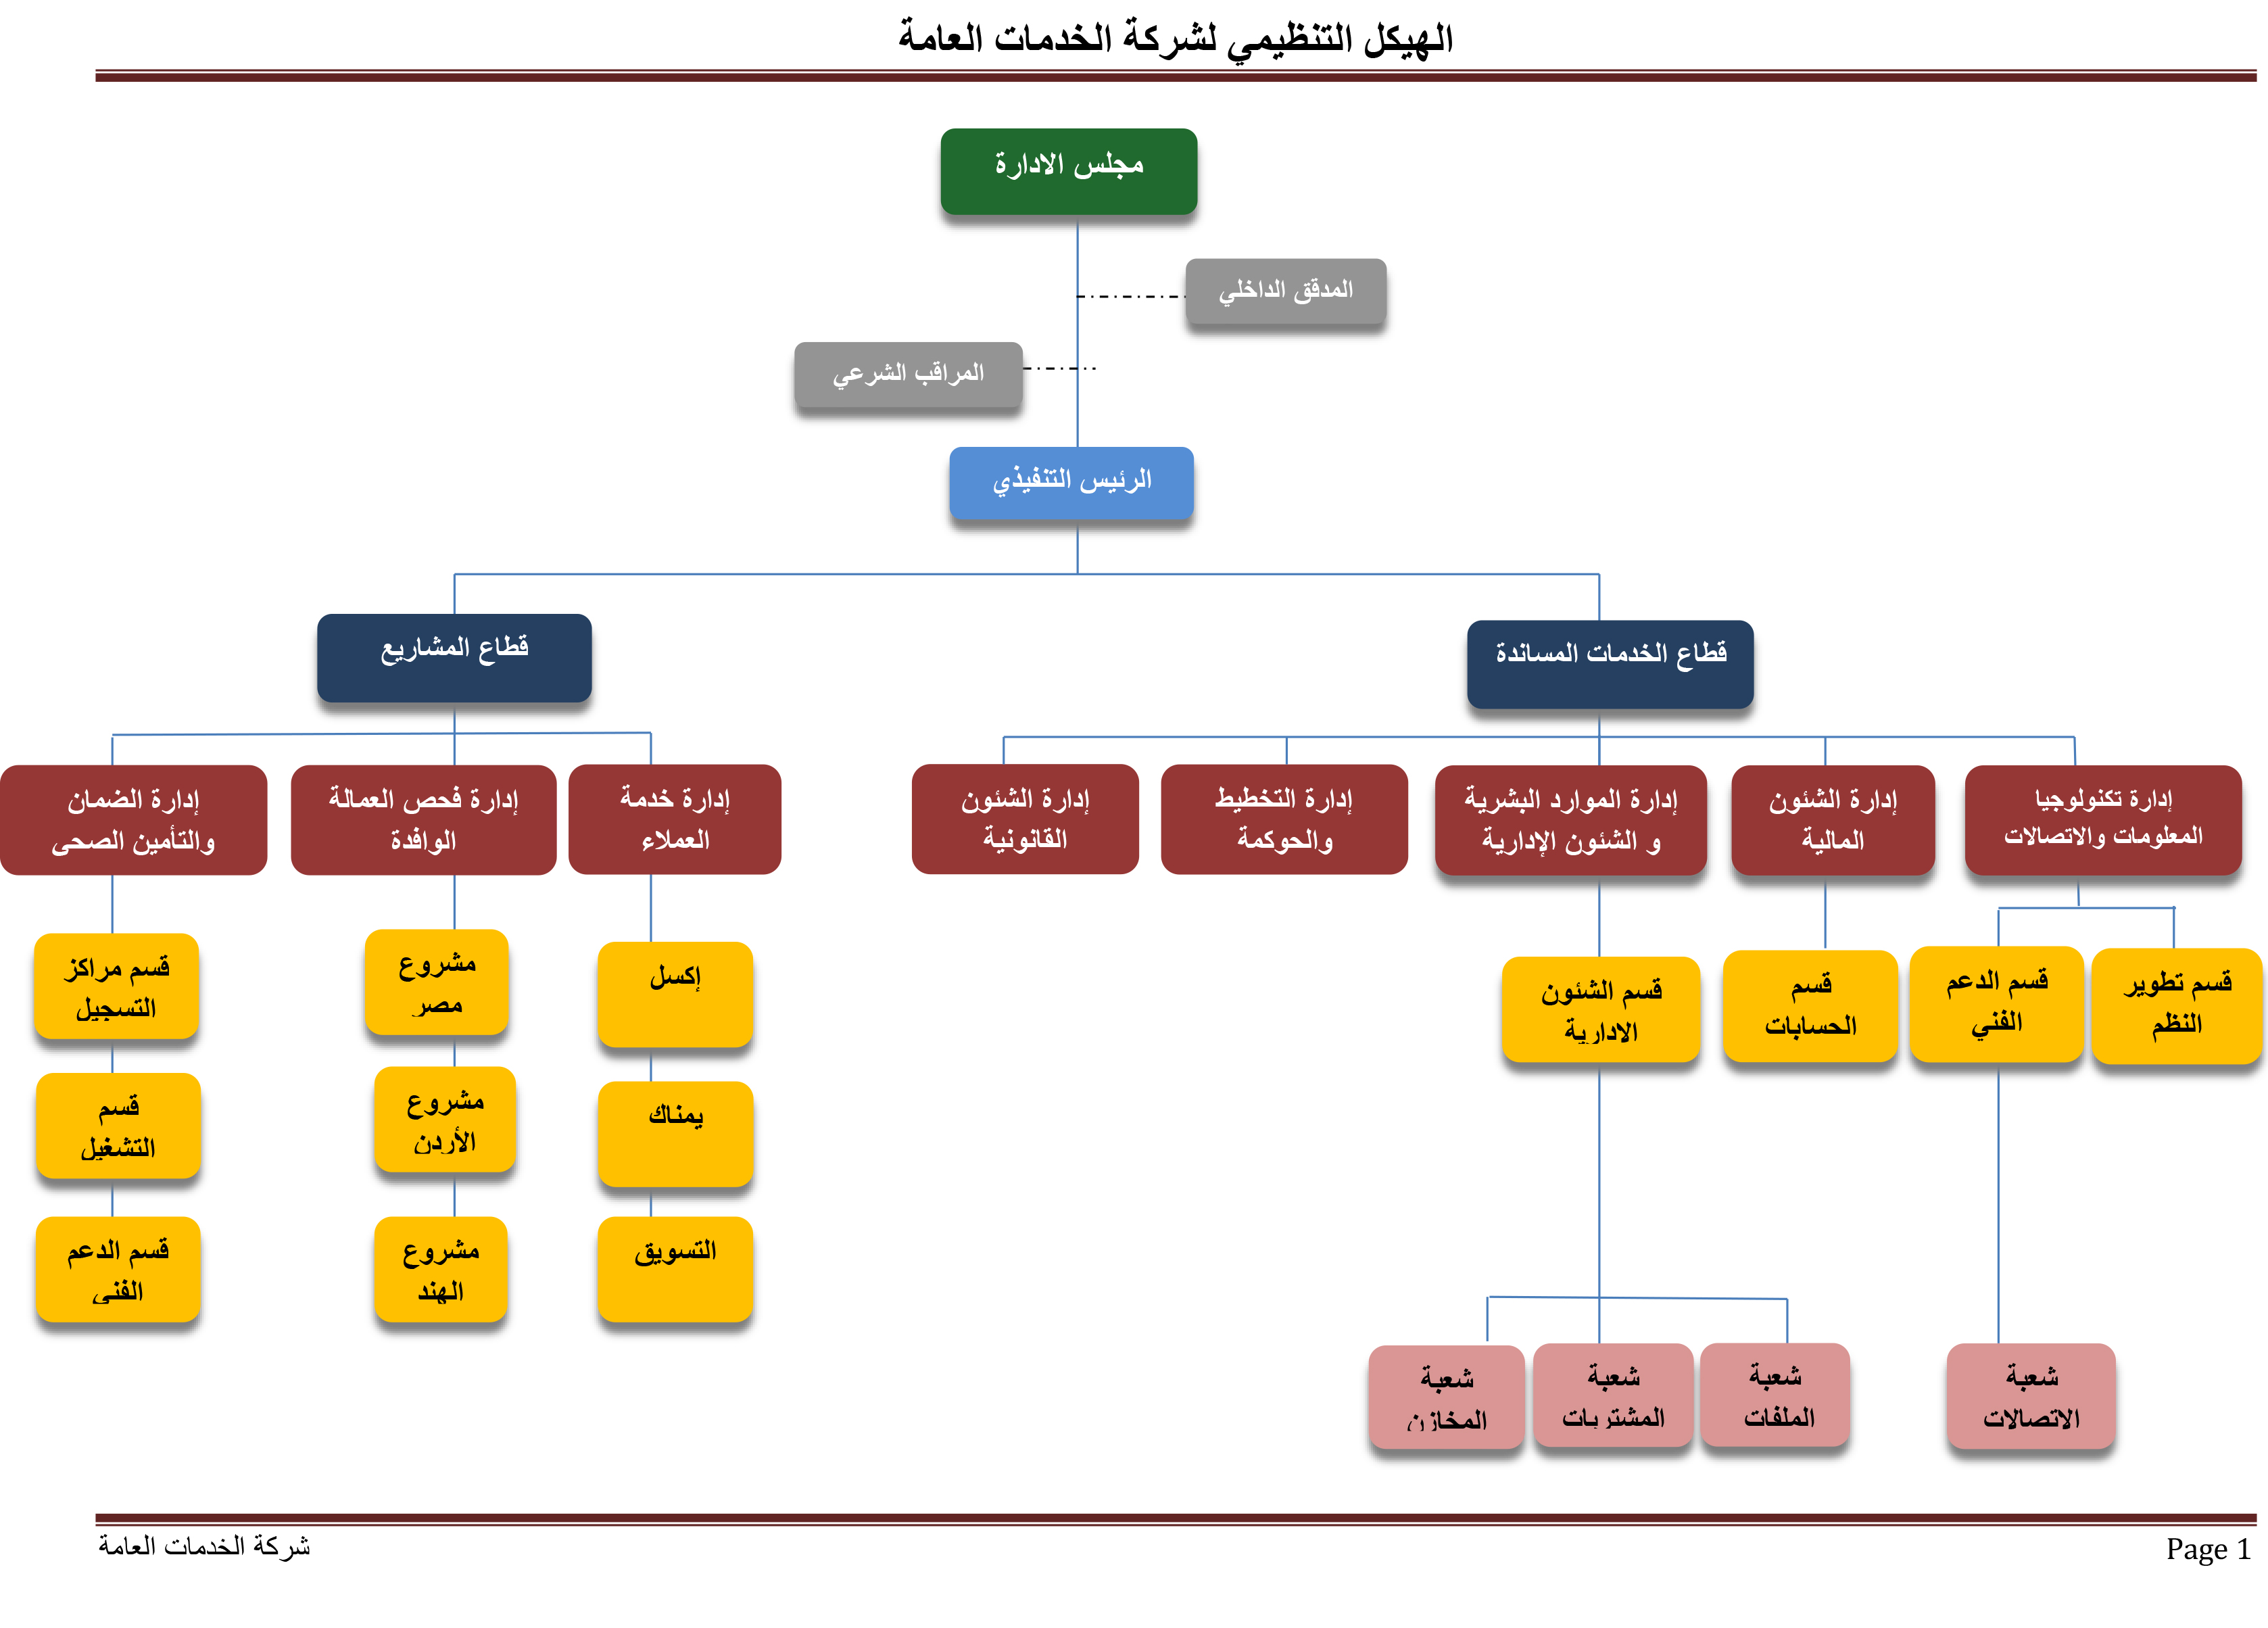 الهيكل التنظيمي لشركة الخدمات العامة
مجلس الادارة
المدقق الداخلي
المراقب الشرعي
الرئيس التنفيذي
قطاع الخدمات المساندة
قطاع المشاريع
إدارة تكنولوجيا
المعلومات والاتصالات
إدارة الشئون
المالية
إدارة الموارد البشرية
و الشئون الإدارية
إدارة التخطيط
والحوكمة
إدارة الشئون
القانونية
إدارة خدمة
العملاء
إدارة فحص العمالة
الوافدة
إدارة الضمان
والتأمين الصحى
قسم تطوير
النظم
قسم الدعم
الفني
قسم
الحسابات
قسم الشئون
الادارية
إكسل
مشروع
مصر
قسم مراكز
التسجيل
يمناك
مشروع
الأردن
قسم
التشغيل
التسويق
مشروع
الهند
قسم الدعم
الفنى
شعبة
الاتصالات
شعبة
الملفات
شعبة
المشتريات
شعبة
المخازن
شركة الخدمات العامة
Page 1